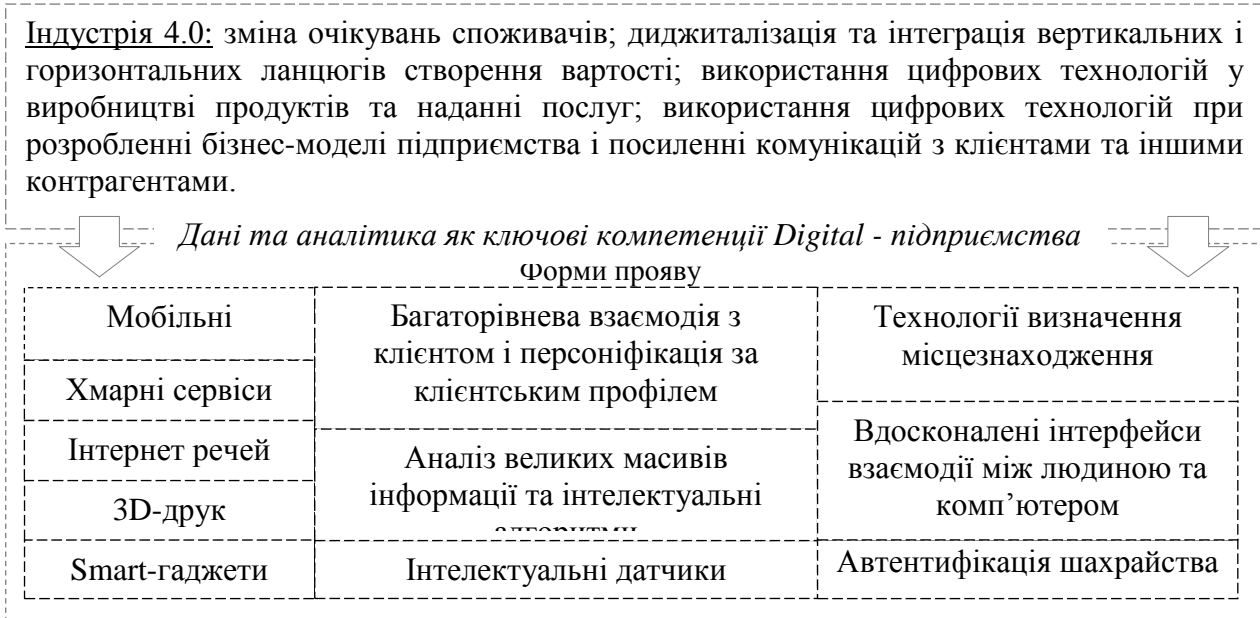 Індустрія 4.0: зміна очікувань споживачів; диджиталізація та інтеграція вертикальних і
горизонтальних ланцюгів створення вартості; використання цифрових технологій у
виробництві продуктів та наданні послуг; використання цифрових технологій при
розробленні бізнес-моделі підприємства і посиленні комунікацій з клієнтами та іншими
контрагентами.
Дані та аналітика як ключові компетенції Digital - підприємства
Форми прояву
Мобільні
Хмарні сервіси
Інтернет речей
3D-друк
Smart-гаджети
Багаторівнева взаємодія з
клієнтом і персоніфікація за
клієнтським профілем
Аналіз великих масивів
інформації та інтелектуальні
алгоритми
Інтелектуальні датчики
Технології визначення
місцезнаходження
Вдосконалені інтерфейси
взаємодії між людиною та
комп’ютером
Автентифікація шахрайства